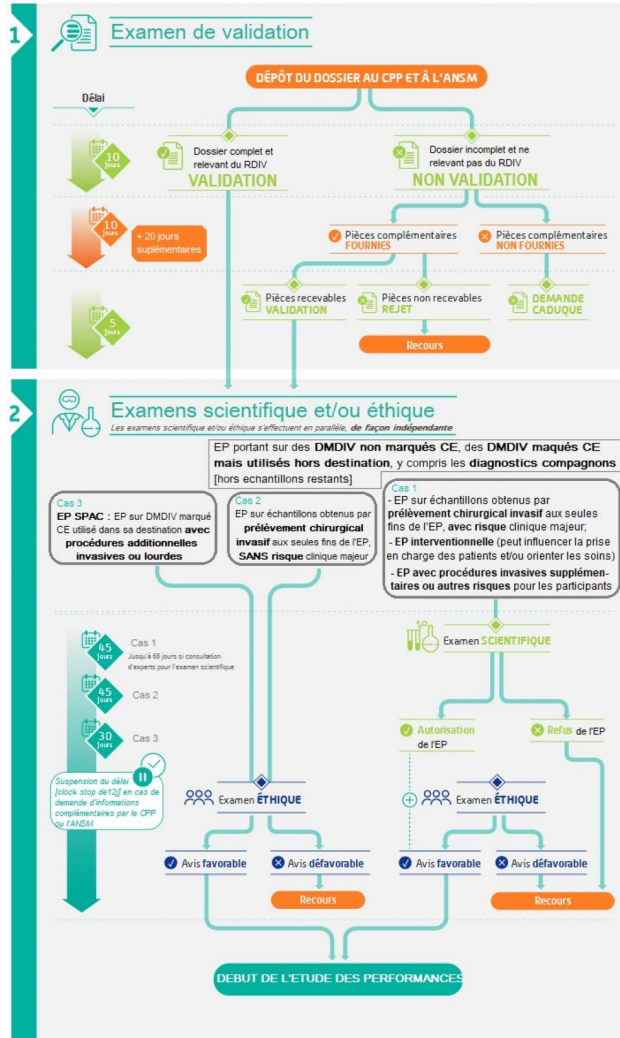 1
Examen de validation
DÉPÔT DU DOSSIER AU CPP ET À L'ANSM
Délai
10
jours
Dossier complet et
relevant du RDIV
VALIDATION
Dossier incomplet et ne
relevant pas du RDIV
NON VALIDATION
10
jours
+ 20 jours
suplémentaires
Pièces complémentaires
FOURNIES
Pièces complémentaires
NON FOURNIES
5
jours
Pièces recevables
VALIDATION
Pièces non recevables
REJET
DEMANDE
CADUQUE
Recours
2
Examens scientifique et/ou éthique
Les examens scientifique et/ou éthique s'effectuent en parallèle, de façon indépendante
EP portant sur des DMDIV non marqués CE, des DMDIV maqués CE
mais utilisés hors destination, y compris les diagnostics compagnons
[hors echantillons restants]
Cas 3
EP SPAC : EP sur DMDIV marqué
CE utilisé dans sa destination avec
procédures additionnelles
invasives ou lourdes
Cas 2
EP sur échantillons obtenus par
prélèvement chirurgical
invasif aux seules fins de l'EP,
SANS risque clinique majeur
Cas 1
- EP sur échantillons obtenus par
prélèvement chirurgical invasif aux seules
fins de l'EP, avec risque clinique majeur;
- EP interventionnelle (peut influencer la prise
en charge des patients et/ou orienter les soins)
- EP avec procédures invasives supplémen-
taires ou autres risques pour les participants
Examen SCIENTIFIQUE
45
jours
Cas 1
Jusqu'à 65 jours si consultation
d'experts pour l'examen scientifique
45
jours
Cas 2
30
jours
Cas 3
Autorisation
de l'EP
Refus de l'EP
Suspension du délai
[clock stop de12j] en cas de
demande d'informations
complémentaires par le CPP
ou l'ANSM
Examen ÉTHIQUE
Examen ÉTHIQUE
Avis favorable
Avis défavorable
Avis favorable
Avis défavorable
Recours
Recours
DEBUT DE L'ETUDE DES PERFORMANCES